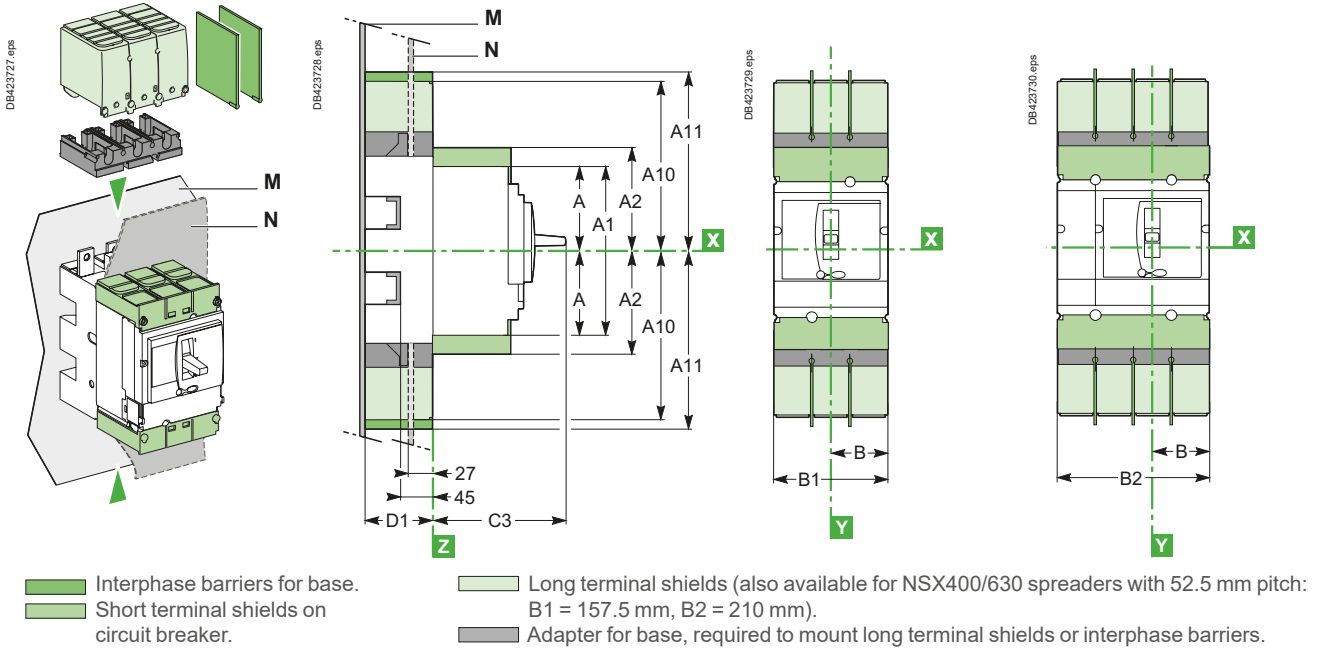 DB423727.eps
M
N
DB423728.eps
M
N
A11
A10
A
A2
A1
X
A
A2
A10
A11
27
45
D1
C3
Z
DB423729.eps
X
B
B1
Y
DB423730.eps
X
B
B2
Y
Interphase barriers for base.
Short terminal shields on
circuit breaker.
Long terminal shields (also available for NSX400/630 spreaders with 52.5 mm pitch:
B1 = 157.5 mm, B2 = 210 mm).
Adapter for base, required to mount long terminal shields or interphase barriers.